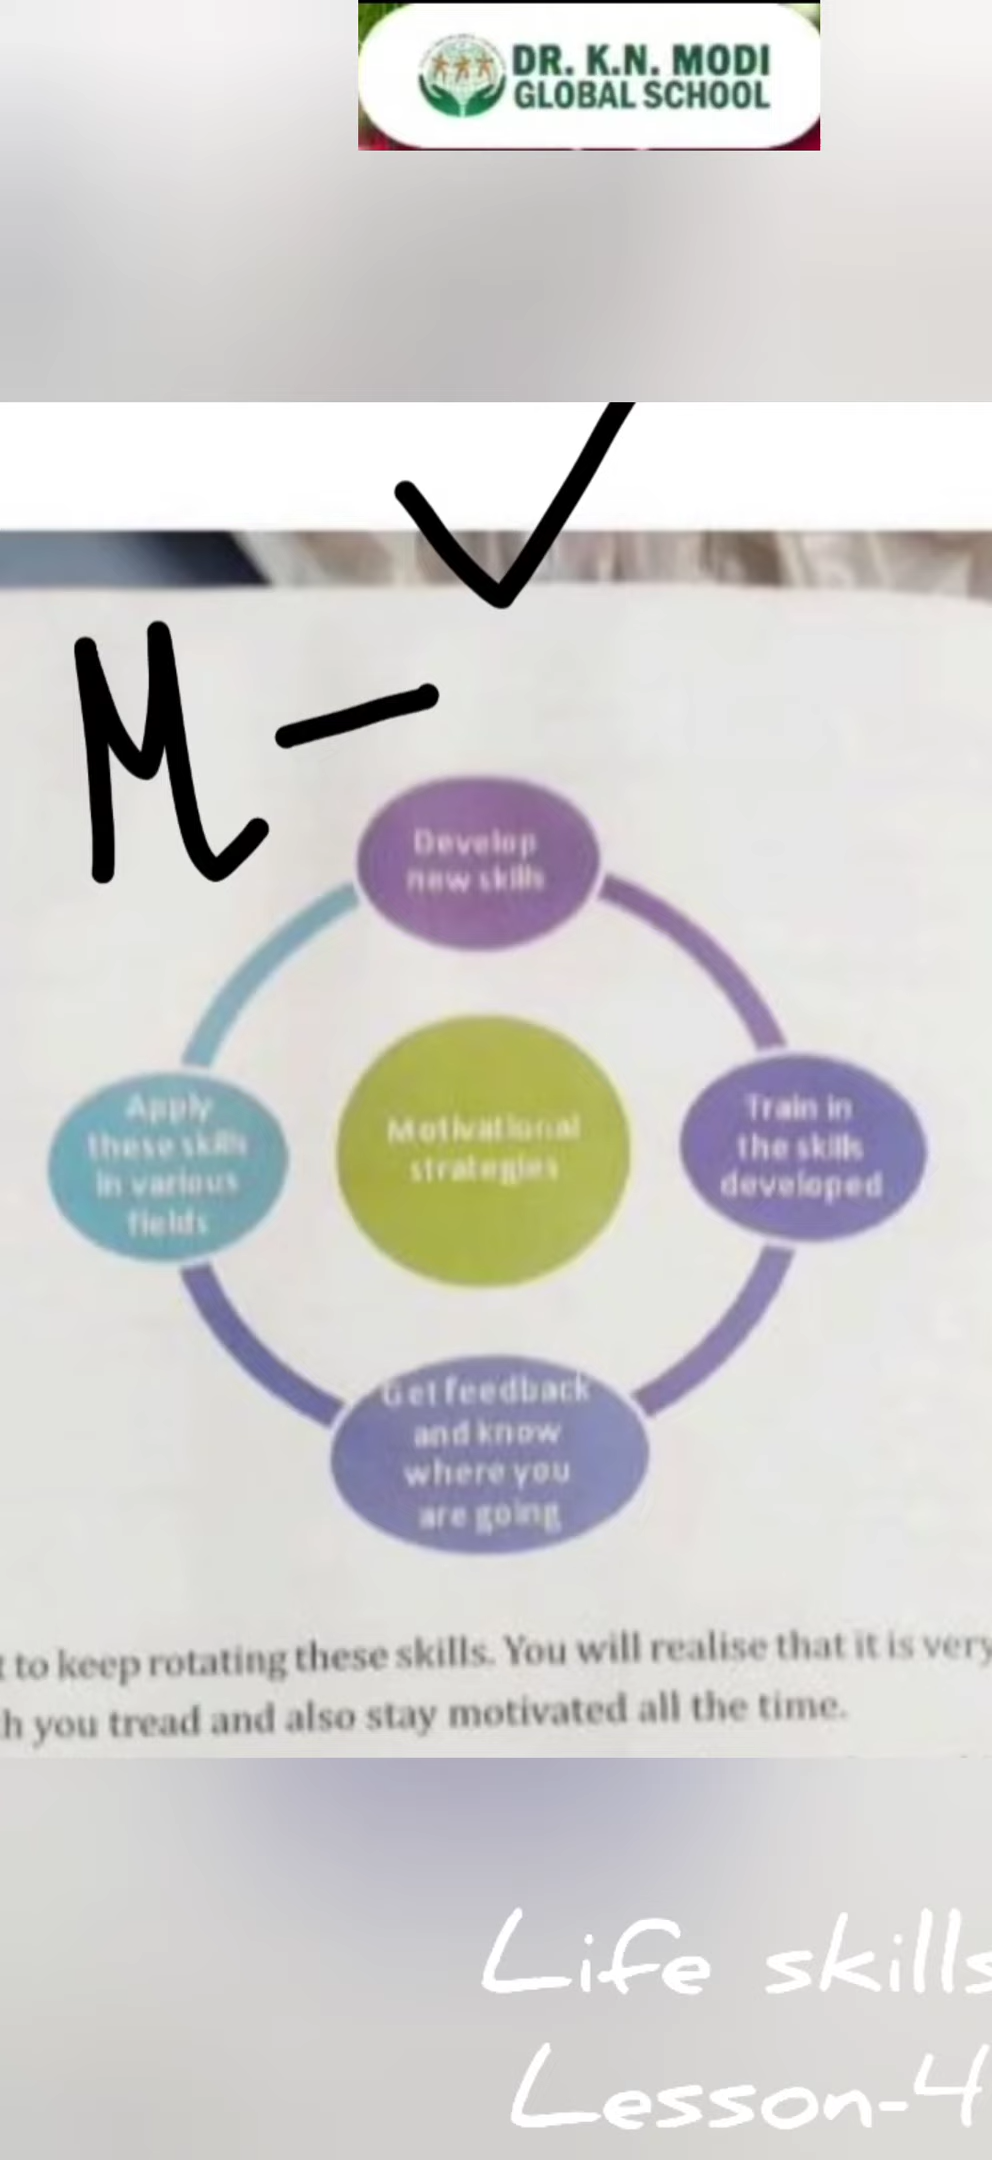 DR. K.N. MODI
GLOBAL SCHOOL
M-
Develop
new skills
Apply
these skills
in various
fields
Motivational
strategies
Train in
the skills
developed
Get feedback
and know
where you
are going
to keep rotating these skills. You will realise that it is very
h you tread and also stay motivated all the time.
Life skills
Lesson-4